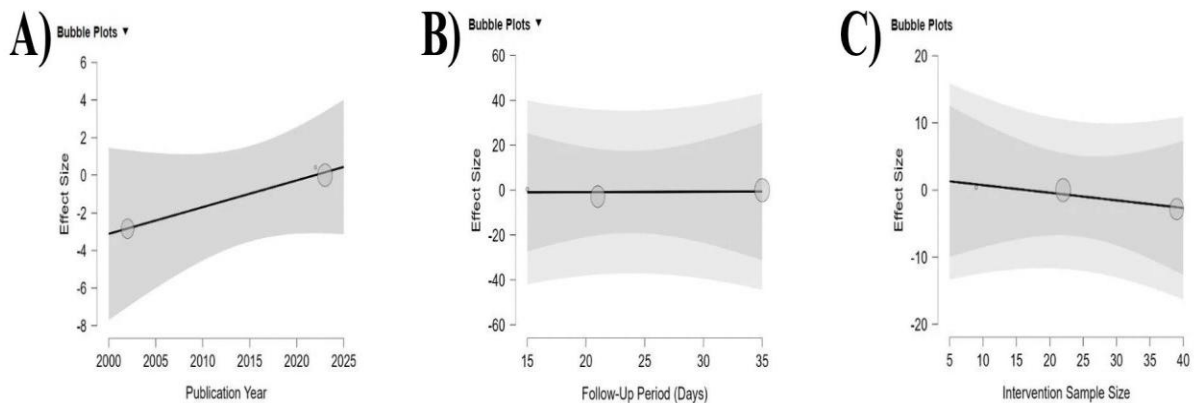 A) Bubble Plots ▼
6
4
2
0
-2
-4
-6
-8
Effect Size
2000 2005 2010 2015 2020 2025
Publication Year
B) Bubble Plots ▼
60
40
20
0
-20
-40
-60
Effect Size
15 20 25 30 35
Follow-Up Period (Days)
C) Bubble Plots
20
10
0
-10
-20
Effect Size
5 10 15 20 25 30 35 40
Intervention Sample Size